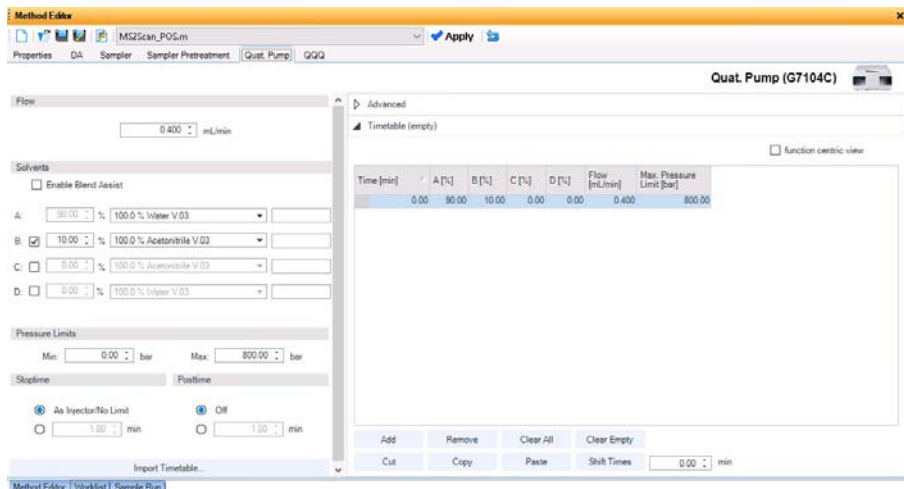 Method Editor
MS2Scan_POS.m Apply
Properties DA Sampler Sampler Pretreatment Quat. Pump QQQ
Quat. Pump (G7104C)
Flow
0.400 mL/min
Solvents
Enable Blend Assist
A: 90.00 % 100.0 % Water V.03
B: 10.00 % 100.0 % Acetonitrile V.03
C: 0.00 % 100.0 % Acetonitrile V.03
D: 0.00 % 100.0 % Water V.03
Pressure Limits
Min: 0.00 bar Max: 800.00 bar
Stoptime Posttime
As Injector/No Limit Off
1.00 min 1.00 min
Import Timetable...
Advanced
Timetable (empty)
function centric view
Time [min] A [%] B [%] C [%] D [%] Flow [mL/min] Max. Pressure Limit [bar]
0.00 90.00 10.00 0.00 0.00 0.400 800.00
Add Remove Clear All Clear Empty
Cut Copy Paste Shift Times 0.00 min
Method Editor Worklist Sample Run